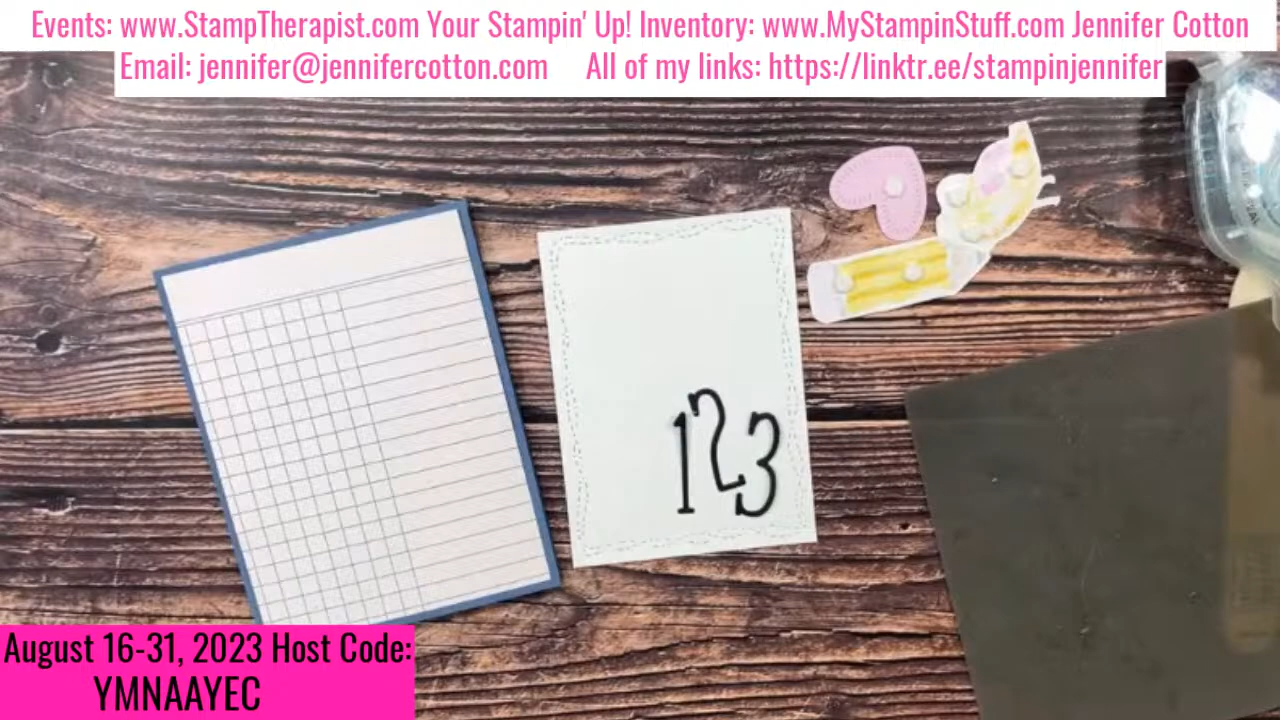 Events: www.StampTherapist.com Your Stampin' Up! Inventory: www.MyStampinStuff.com Jennifer Cotton
Email: jennifer@jennifercotton.com All of my links: https://linktr.ee/stampinjennifer
123
August 16-31, 2023 Host Code:
YMNAAYEC